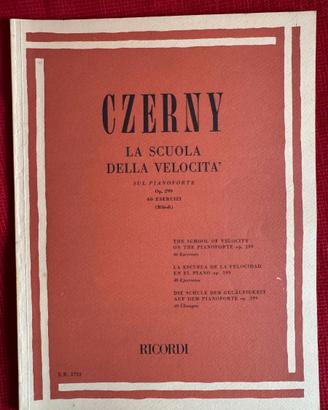 CZERNY
LA SCUOLA
DELLA VELOCITA'
SUL PIANOFORTE
Op. 299
40 ESERCIZI
THE SCHOOL OF VELOCITY
ON THE PIANOFORTE op. 299
40 Exercises
LA ESCUELA DE LA VELOCIDAD
EN EL PIANO op. 299
40 Ejercicios
DIE SCHULE DER GELÄUFIGKEIT
AUF DEM PIANOFORTE op. 299
40 Übungen
RICORDI